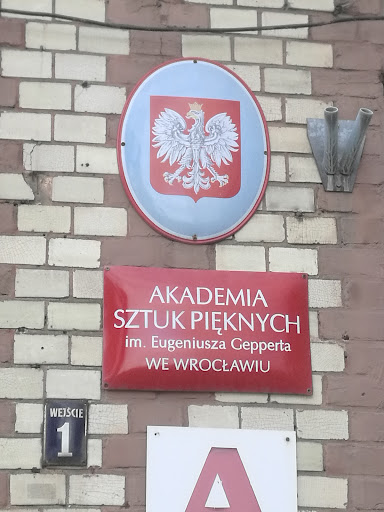 AKADEMIA
SZTUK PIĘKNYCH
im. Eugeniusza Gepperta
WE WROCŁAWIU
WEJŚCIE
1
A